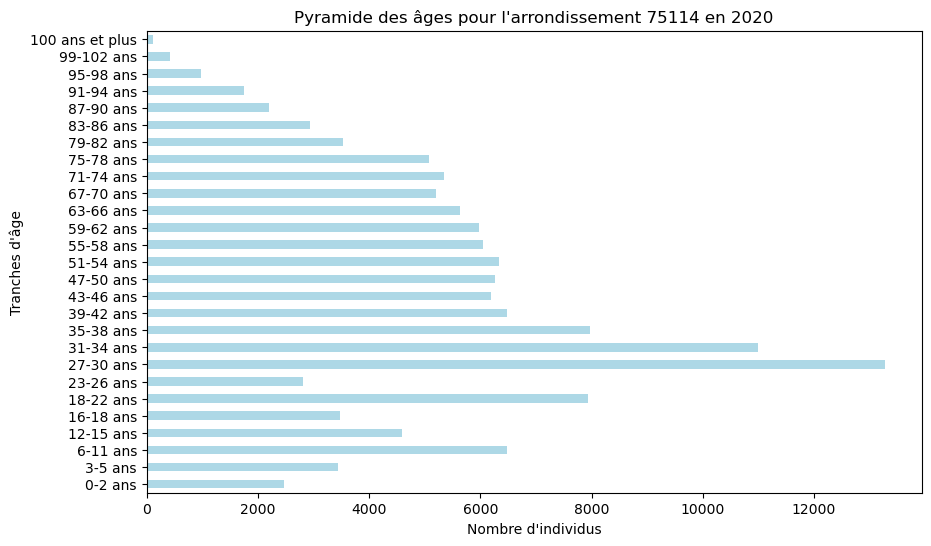 Pyramide des âges pour l'arrondissement 75114 en 2020
100 ans et plus
99-102 ans
95-98 ans
91-94 ans
87-90 ans
83-86 ans
79-82 ans
75-78 ans
71-74 ans
67-70 ans
63-66 ans
59-62 ans
55-58 ans
51-54 ans
47-50 ans
43-46 ans
39-42 ans
35-38 ans
31-34 ans
27-30 ans
23-26 ans
18-22 ans
16-18 ans
12-15 ans
6-11 ans
3-5 ans
0-2 ans
Tranches d'âge
0 2000 4000 6000 8000 10000 12000
Nombre d'individus